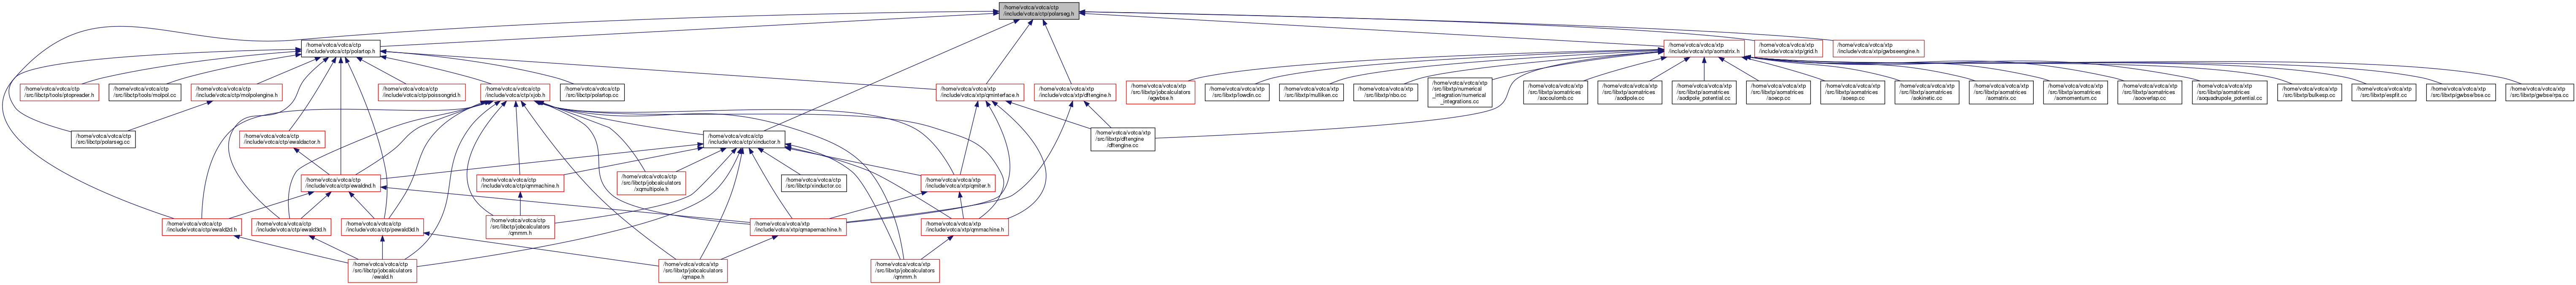 /home/votca/votca/ctp
/include/votca/ctp/polarseg.h
/home/votca/votca/ctp
/include/votca/ctp/polartop.h
/home/votca/votca/xtp
/include/votca/xtp/aomatrix.h
/home/votca/votca/xtp
/include/votca/xtp/grid.h
/home/votca/votca/xtp
/include/votca/xtp/gwbseengine.h
/home/votca/votca/ctp
/src/libctp/tools/ptopreader.h
/home/votca/votca/ctp
/src/libctp/tools/molpol.cc
/home/votca/votca/ctp
/include/votca/ctp/molpolengine.h
/home/votca/votca/ctp
/include/votca/ctp/poissongrid.h
/home/votca/votca/ctp
/include/votca/ctp/xjob.h
/home/votca/votca/ctp
/src/libctp/polartop.cc
/home/votca/votca/xtp
/include/votca/xtp/qminterface.h
/home/votca/votca/xtp
/include/votca/xtp/dftengine.h
/home/votca/votca/xtp
/src/libxtp/jobcalculators
/egwbse.h
/home/votca/votca/xtp
/src/libxtp/lowdin.cc
/home/votca/votca/xtp
/src/libxtp/mulliken.cc
/home/votca/votca/xtp
/src/libxtp/nbo.cc
/home/votca/votca/xtp
/src/libxtp/numerical
_integration/numerical
_integrations.cc
/home/votca/votca/xtp
/src/libxtp/aomatrices
/aocoulomb.cc
/home/votca/votca/xtp
/src/libxtp/aomatrices
/aodipole.cc
/home/votca/votca/xtp
/src/libxtp/aomatrices
/aodipole_potential.cc
/home/votca/votca/xtp
/src/libxtp/aomatrices
/aoecp.cc
/home/votca/votca/xtp
/src/libxtp/aomatrices
/aoesp.cc
/home/votca/votca/xtp
/src/libxtp/aomatrices
/aokinetic.cc
/home/votca/votca/xtp
/src/libxtp/aomatrices
/aomatrix.cc
/home/votca/votca/xtp
/src/libxtp/aomatrices
/aomomentum.cc
/home/votca/votca/xtp
/src/libxtp/aomatrices
/aooverlap.cc
/home/votca/votca/xtp
/src/libxtp/aomatrices
/aoquadrupole_potential.cc
/home/votca/votca/xtp
/src/libxtp/bulkesp.cc
/home/votca/votca/xtp
/src/libxtp/espfit.cc
/home/votca/votca/xtp
/src/libxtp/gwbse/bse.cc
/home/votca/votca/xtp
/src/libxtp/gwbse/rpa.cc
/home/votca/votca/ctp
/src/libctp/polarseg.cc
/home/votca/votca/ctp
/include/votca/ctp/ewaldactor.h
/home/votca/votca/ctp
/include/votca/ctp/xinductor.h
/home/votca/votca/xtp
/src/libxtp/dftengine
/dftengine.cc
/home/votca/votca/ctp
/include/votca/ctp/ewaldnd.h
/home/votca/votca/ctp
/include/votca/ctp/qmmachine.h
/home/votca/votca/ctp
/src/libctp/jobcalculators
/xqmultipole.h
/home/votca/votca/ctp
/src/libctp/xinductor.cc
/home/votca/votca/xtp
/include/votca/xtp/qmiter.h
/home/votca/votca/ctp
/include/votca/ctp/ewald2d.h
/home/votca/votca/ctp
/include/votca/ctp/ewald3d.h
/home/votca/votca/ctp
/include/votca/ctp/pewald3d.h
/home/votca/votca/ctp
/src/libctp/jobcalculators
/qmmm.h
/home/votca/votca/xtp
/include/votca/xtp/qmapemachine.h
/home/votca/votca/xtp
/include/votca/xtp/qmmachine.h
/home/votca/votca/ctp
/src/libctp/jobcalculators
/ewald.h
/home/votca/votca/xtp
/src/libxtp/jobcalculators
/qmape.h
/home/votca/votca/xtp
/src/libxtp/jobcalculators
/qmmm.h